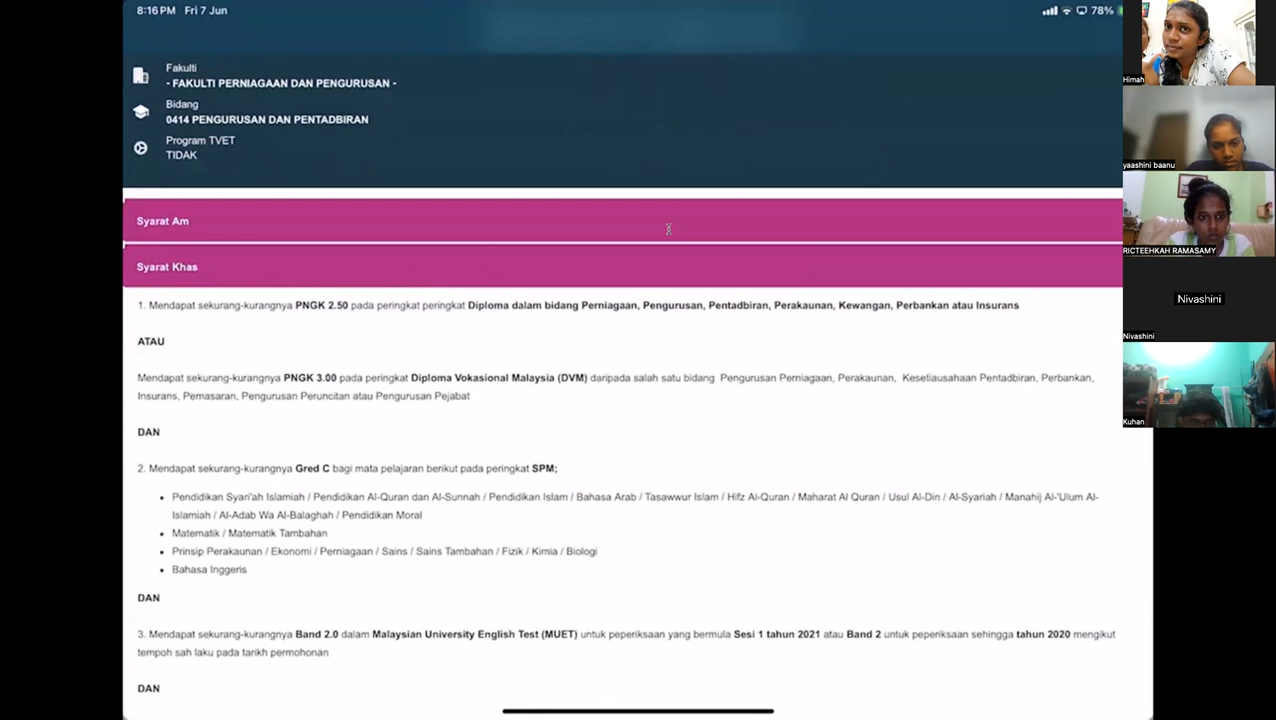 8:16 PM Fri 7 Jun
78%
Fakulti
- FAKULTI PERNIAGAAN DAN PENGURUSAN -
Bidang
0414 PENGURUSAN DAN PENTADBIRAN
Program TVET
TIDAK
Syarat Am
Syarat Khas
1. Mendapat sekurang-kurangnya PNGK 2.50 pada peringkat peringkat Diploma dalam bidang Perniagaan, Pengurusan, Pentadbiran, Perakaunan, Kewangan, Perbankan atau Insurans
ATAU
Mendapat sekurang-kurangnya PNGK 3.00 pada peringkat Diploma Vokasional Malaysia (DVM) daripada salah satu bidang Pengurusan Perniagaan, Perakaunan, Kesetiausahaan Pentadbiran, Perbankan,
Insurans, Pemasaran, Pengurusan Peruncitan atau Pengurusan Pejabat
DAN
2. Mendapat sekurang-kurangnya Gred C bagi mata pelajaran berikut pada peringkat SPM;
• Pendidikan Syari'ah Islamiah / Pendidikan Al-Quran dan Al-Sunnah / Pendidikan Islam / Bahasa Arab / Tasawwur Islam / Hifz Al-Quran / Maharat Al Quran / Usul Al-Din / Al-Syariah / Manahij Al-'Ulum Al-
Islamiah / Al-Adab Wa Al-Balaghah / Pendidikan Moral
• Matematik / Matematik Tambahan
• Prinsip Perakaunan / Ekonomi / Perniagaan / Sains / Sains Tambahan / Fizik / Kimia / Biologi
• Bahasa Inggeris
DAN
3. Mendapat sekurang-kurangnya Band 2.0 dalam Malaysian University English Test (MUET) untuk peperiksaan yang bermula Sesi 1 tahun 2021 atau Band 2 untuk peperiksaan sehingga tahun 2020 mengikut
tempoh sah laku pada tarikh permohonan
DAN
Himah
yaashini baanu
RICTEEHKAH RAMASAMY
Nivashini
Nivashini
Kuhan